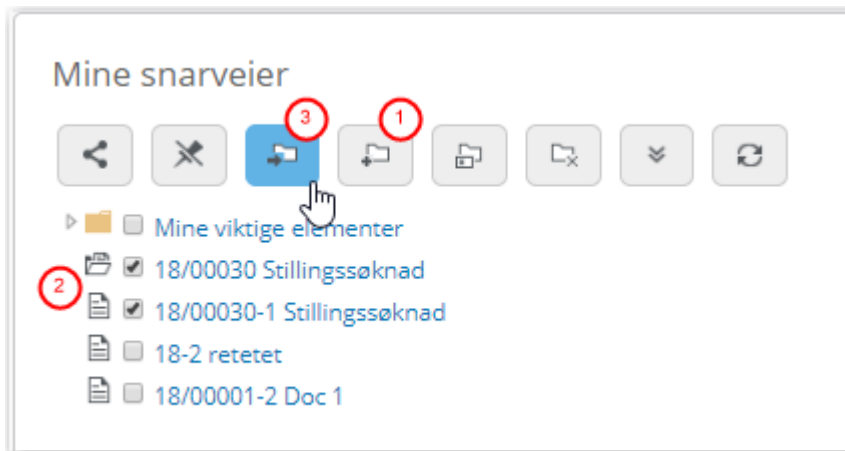 Mine snarveier
3
1
Mine viktige elementer
18/00030 Stillingssøknad
2
18/00030-1 Stillingssøknad
18-2 retetet
18/00001-2 Doc 1